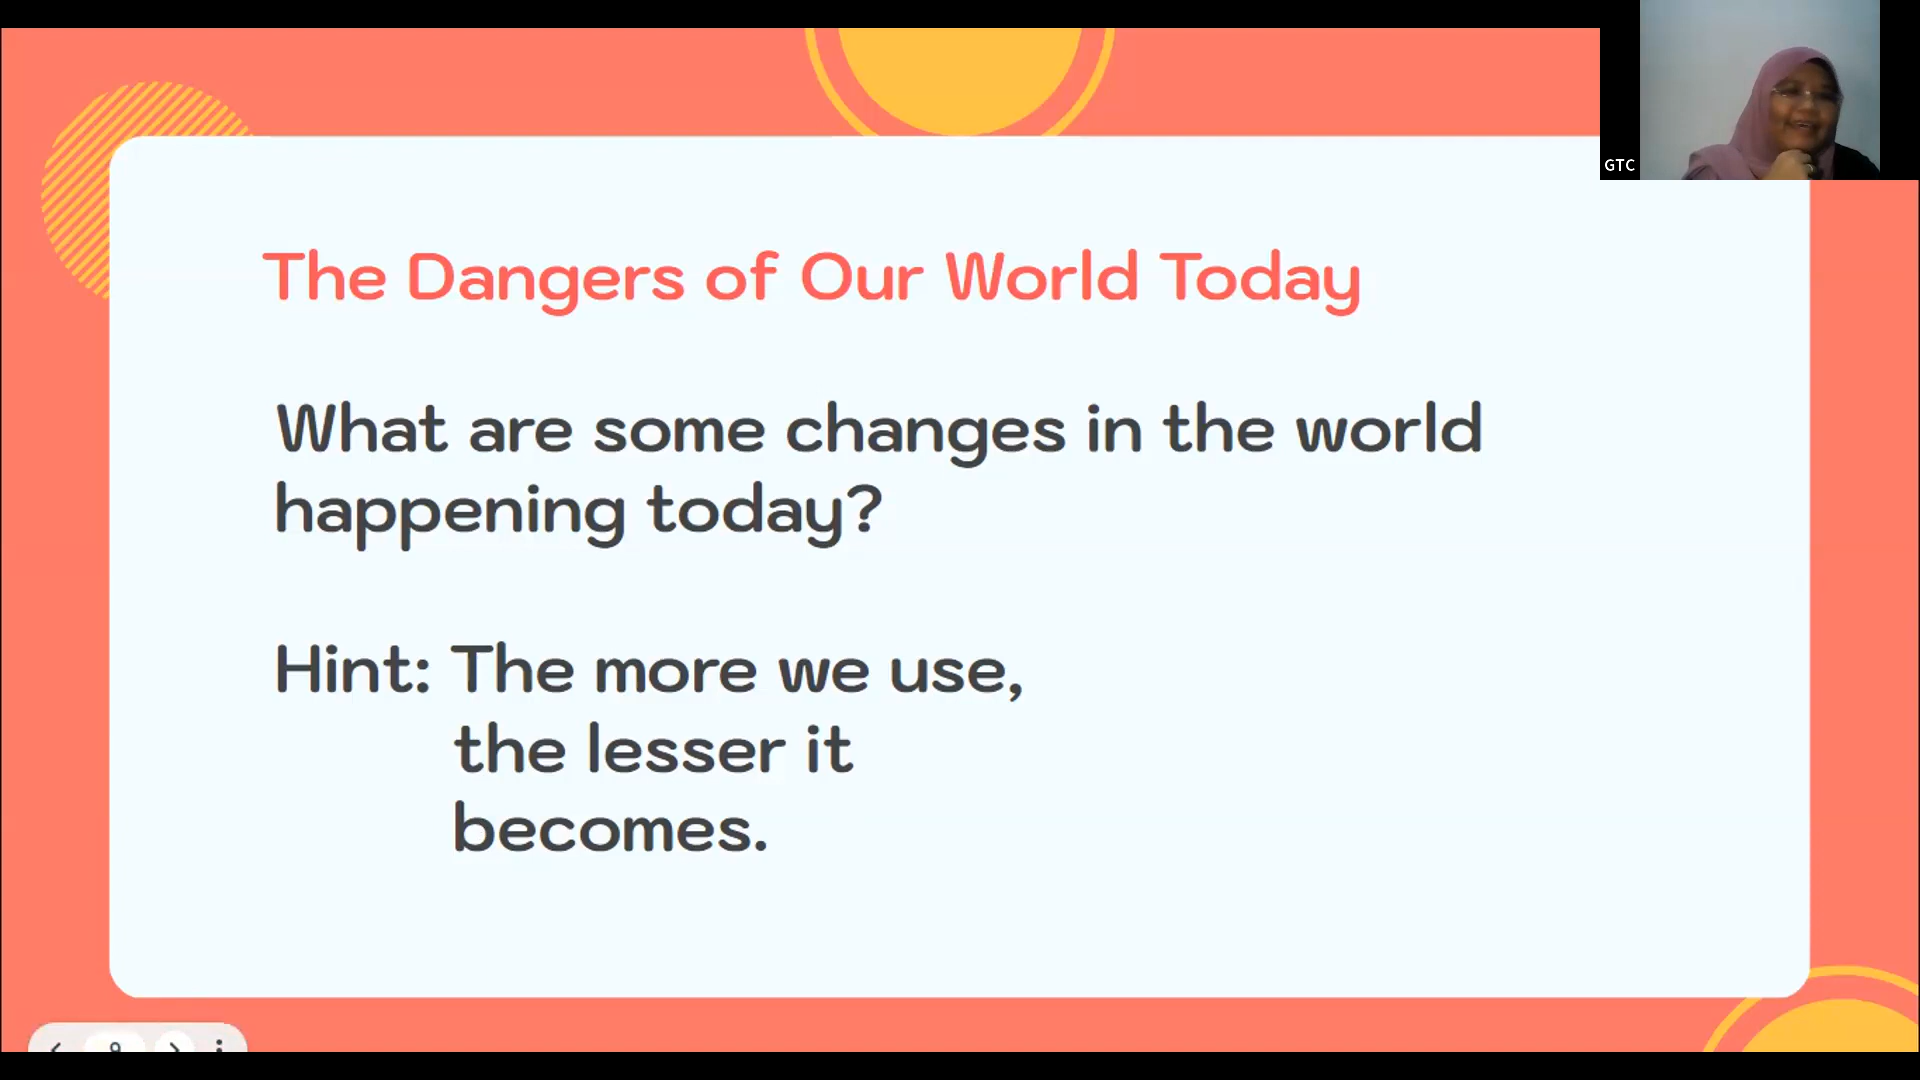 GTC
The Dangers of Our World Today
What are some changes in the world
happening today?
Hint: The more we use,
the lesser it
becomes.